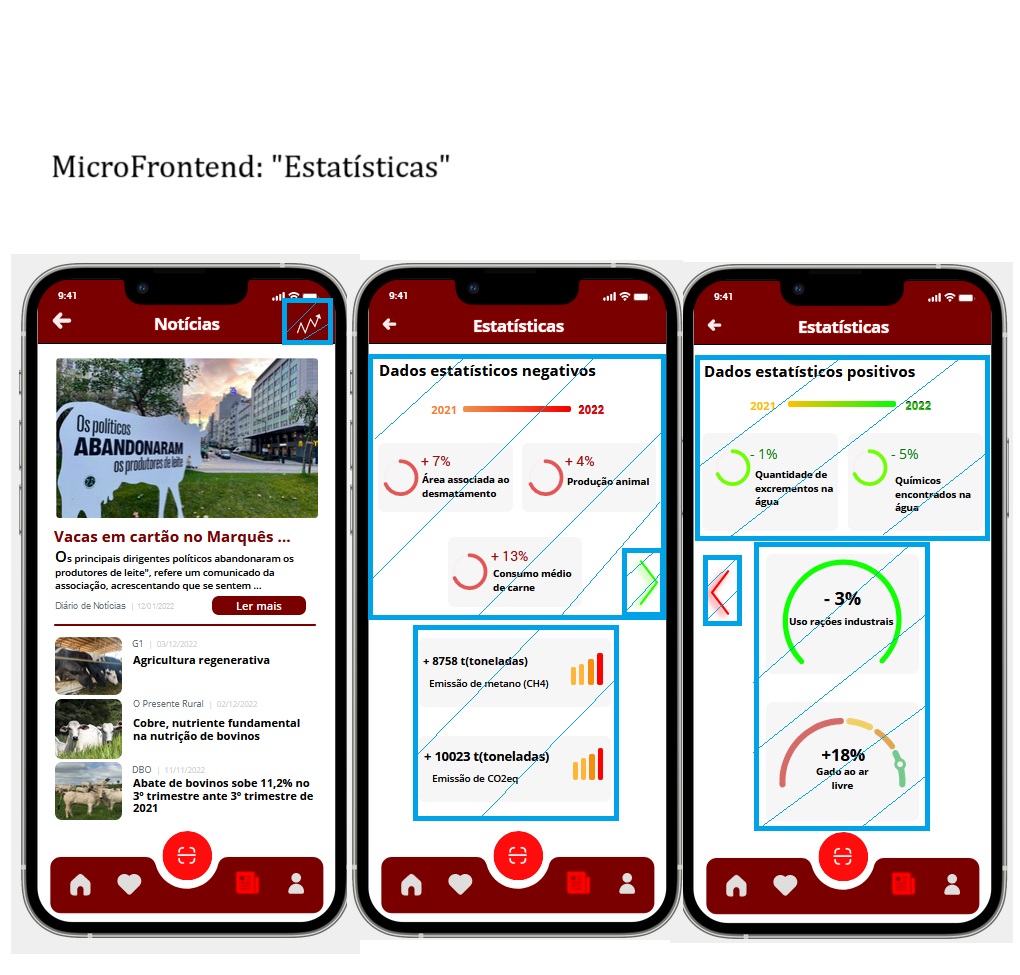 MicroFrontend: "Estatísticas"
9:41
Notícias
Os políticos
ABANDONARAM
os produtores de leite
Vacas em cartão no Marquês ...
Os principais dirigentes políticos abandonaram os
produtores de leite", refere um comunicado da
associação, acrescentando que se sentem ...
Diário de Notícias | 12/01/2022
Ler mais
G1 | 03/12/2022
Agricultura regenerativa
O Presente Rural | 02/12/2022
Cobre, nutriente fundamental
na nutrição de bovinos
DBO | 11/11/2022
Abate de bovinos sobe 11,2% no
3º trimestre ante 3º trimestre de
2021
9:41
Estatísticas
Dados estatísticos negativos
2021
2022
+ 7%
Área associada ao
desmatamento
+ 4%
Produção animal
+ 13%
Consumo médio
de carne
+ 8758 t(toneladas)
Emissão de metano (CH4)
+ 10023 t(toneladas)
Emissão de CO2eq
9:41
Estatísticas
Dados estatísticos positivos
2021
2022
- 1%
Quantidade de
excrementos na
água
- 5%
Químicos
encontrados na
água
- 3%
Uso rações industrais
+18%
Gado ao ar
livre